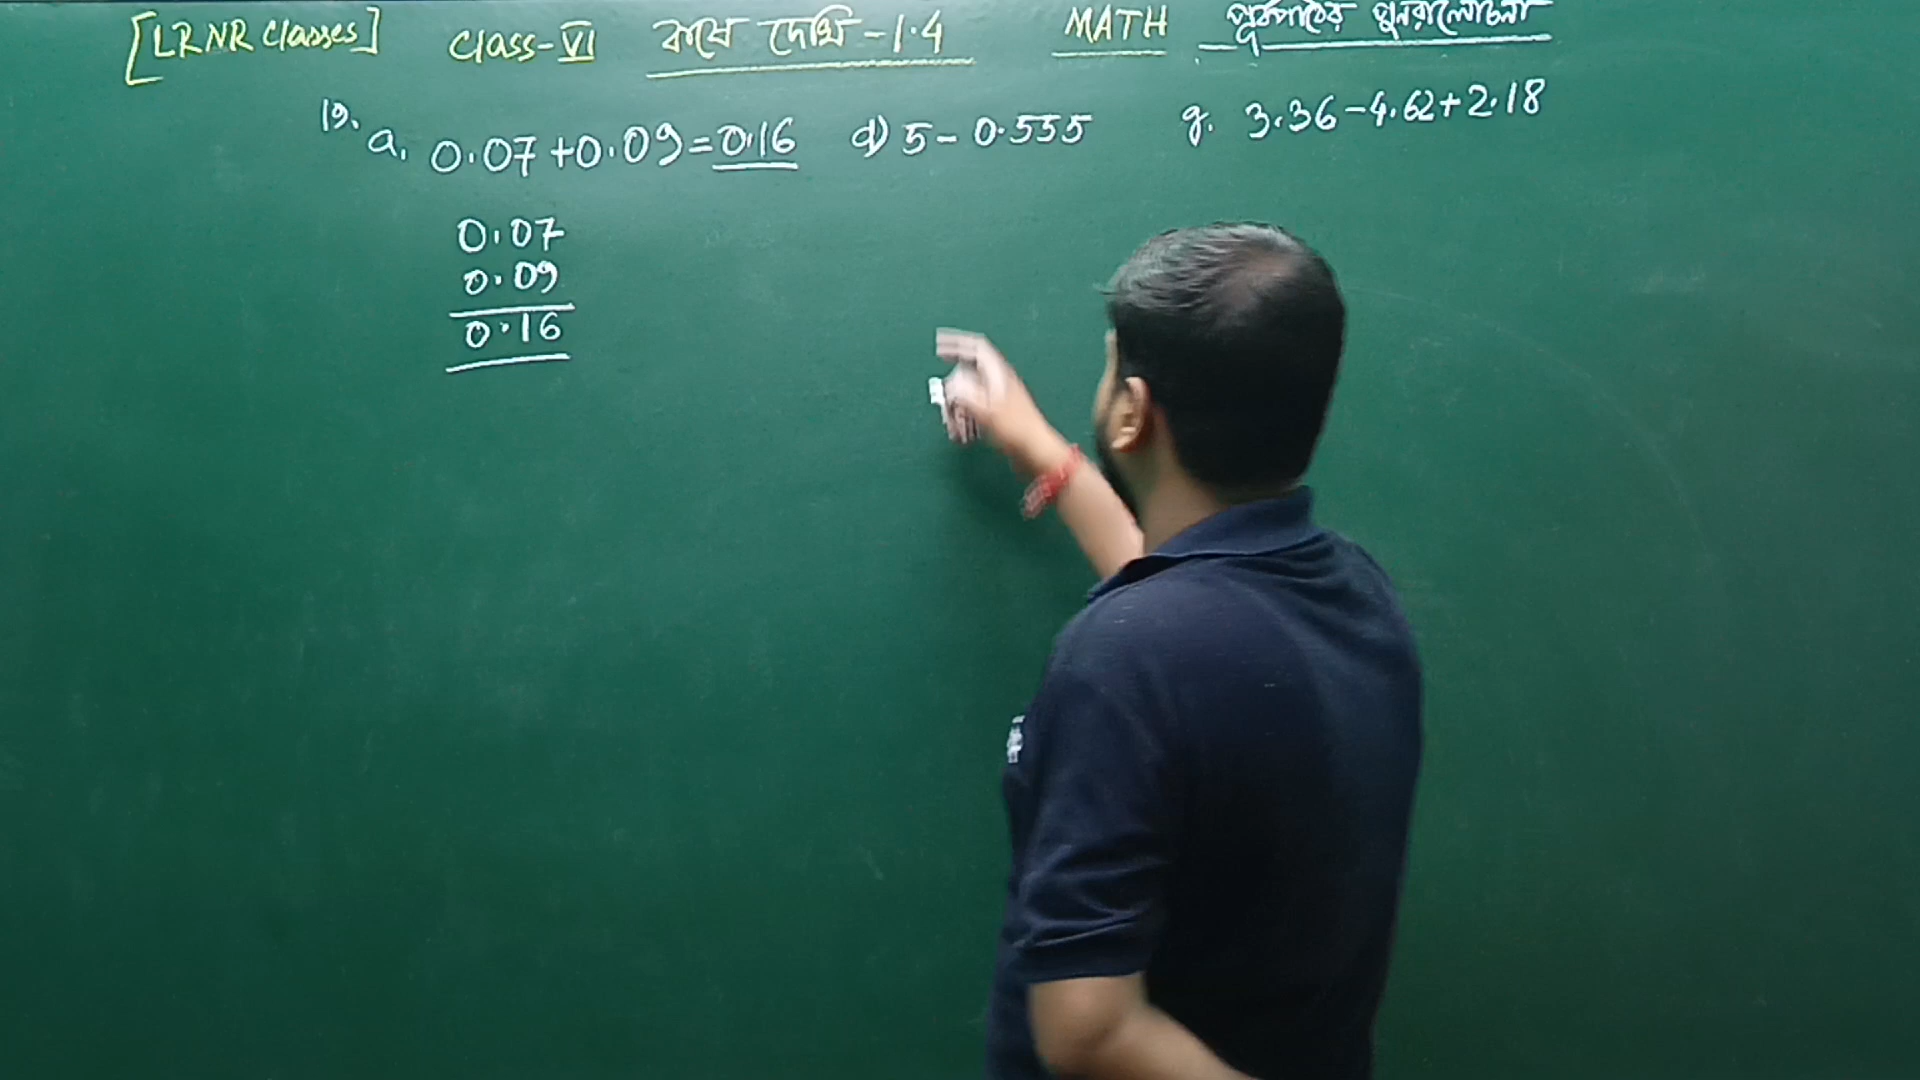 [LRNR Classes] Class-VI কষে দেখি-1.4 MATH পূর্বপাঠের পুনরালোচনা
19. a. 0.07+0.09=0.16 d) 5-0.555 g. 3.36-4.62+2.18
0.07
0.09
0.16